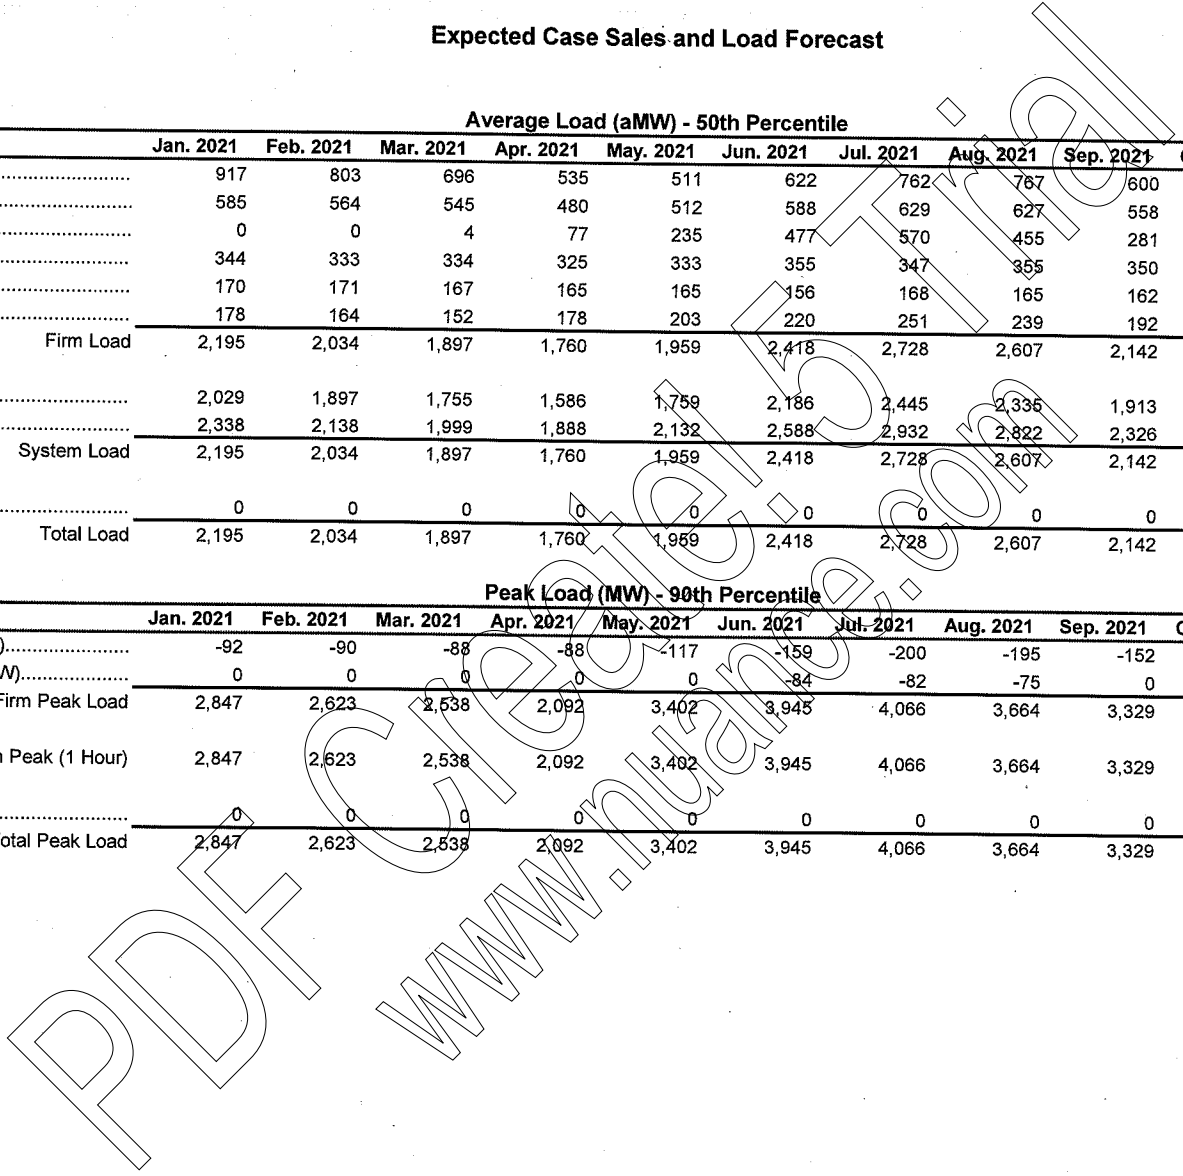 Expected Case Sales and Load Forecast
Average Load (aMW) - 50th Percentile
Jan. 2021 Feb. 2021 Mar. 2021 Apr. 2021 May. 2021 Jun. 2021 Jul. 2021 Aug. 2021 Sep. 2021
917 803 696 535 511 622 762 767 600
585 564 545 480 512 588 629 627 558
0 0 4 77 235 477 570 455 281
344 333 334 325 333 355 347 355 350
170 171 167 165 165 156 168 165 162
178 164 152 178 203 220 251 239 192
Firm Load 2,195 2,034 1,897 1,760 1,959 2,418 2,728 2,607 2,142
2,029 1,897 1,755 1,586 1,759 2,186 2,445 2,335 1,913
2,338 2,138 1,999 1,888 2,132 2,588 2,932 2,822 2,326
System Load 2,195 2,034 1,897 1,760 1,959 2,418 2,728 2,607 2,142
0 0 0 0 0 0 0 0 0
Total Load 2,195 2,034 1,897 1,760 1,959 2,418 2,728 2,607 2,142
Peak Load (MW) - 90th Percentile
Jan. 2021 Feb. 2021 Mar. 2021 Apr. 2021 May. 2021 Jun. 2021 Jul. 2021 Aug. 2021 Sep. 2021
)......................... -92 -90 -88 -88 -117 -159 -200 -195 -152
W).................... 0 0 0 0 0 -84 -82 -75 0
Firm Peak Load 2,847 2,623 2,538 2,092 3,402 3,945 4,066 3,664 3,329
Peak (1 Hour) 2,847 2,623 2,538 2,092 3,402 3,945 4,066 3,664 3,329
0 0 0 0 0 0 0 0 0
Total Peak Load 2,847 2,623 2,538 2,092 3,402 3,945 4,066 3,664 3,329
PDF Create! 5 Trial
www.nuance.com